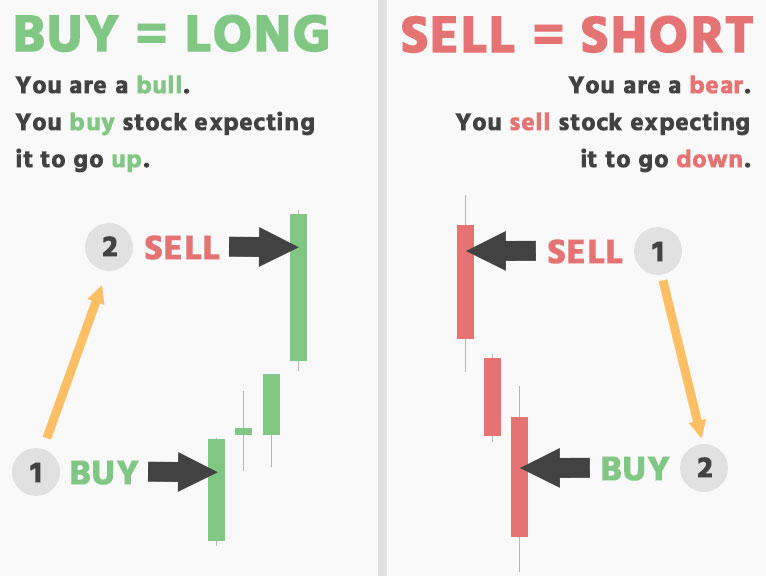 BUY = LONG
You are a bull.
You buy stock expecting
it to go up.
2 SELL
1 BUY
SELL = SHORT
You are a bear.
You sell stock expecting
it to go down.
SELL 1
BUY 2